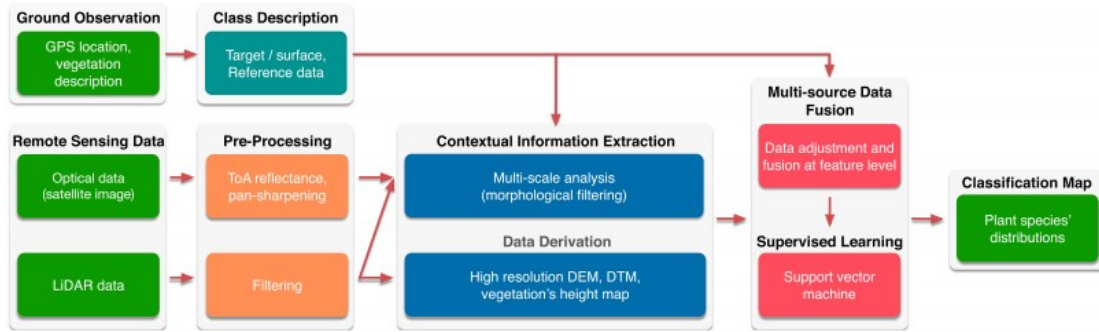 Ground Observation
GPS location,
vegetation
description
Class Description
Target / surface,
Reference data
Remote Sensing Data
Optical data
(satellite image)
LiDAR data
Pre-Processing
ToA reflectance,
pan-sharpening
Filtering
Contextual Information Extraction
Multi-scale analysis
(morphological filtering)
Data Derivation
High resolution DEM, DTM,
vegetation's height map
Multi-source Data
Fusion
Data adjustment and
fusion at feature level
Supervised Learning
Support vector
machine
Classification Map
Plant species'
distributions